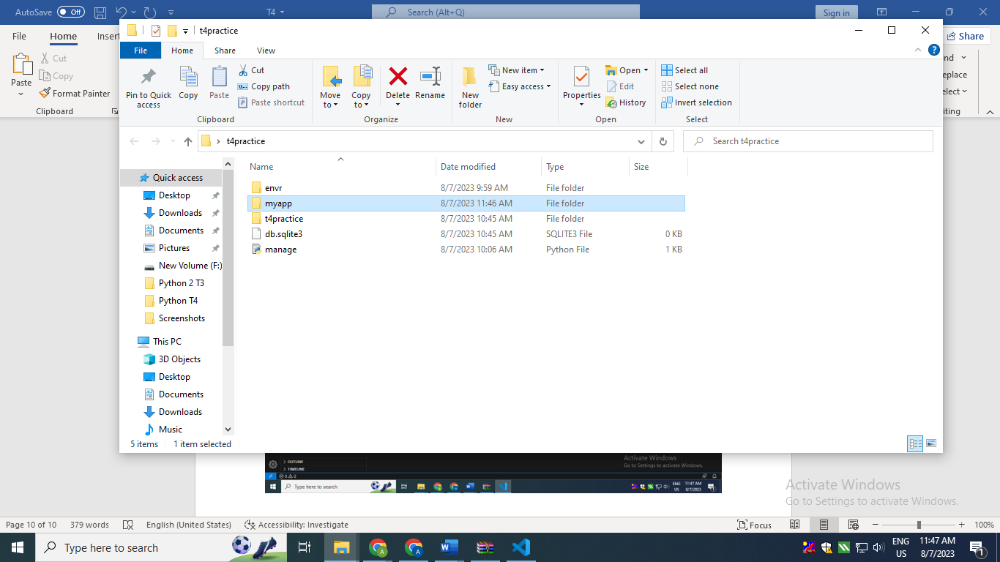 AutoSave Off T4 Search (Alt+Q) Sign in
File Home Insert Share
t4practice
File Home Share View
Cut
Copy
Paste
Format Painter
Clipboard
Pin to Quick access
Copy
Paste
Cut
Copy path
Paste shortcut
Clipboard
Move to
Copy to
Delete
Rename
Organize
New folder
New item
Easy access
New
Properties
Open
Edit
History
Open
Select all
Select none
Invert selection
Select
nd
eplace
elect
iting
t4practice Search t4practice
Name Date modified Type Size
envr 8/7/2023 9:59 AM File folder
myapp 8/7/2023 11:46 AM File folder
t4practice 8/7/2023 10:45 AM File folder
db.sqlite3 8/7/2023 10:45 AM SQLITE3 File 0 KB
manage 8/7/2023 10:06 AM Python File 1 KB
Quick access
Desktop
Downloads
Documents
Pictures
New Volume (F:)
Python 2 T3
Python T4
Screenshots
This PC
3D Objects
Desktop
Documents
Downloads
Music
5 items 1 item selected
OUTLINE
TIMELINE
Activate Windows
Go to Settings to activate Windows.
0 0
Type here to search ENG US 11:47 AM 8/7/2023
Activate Windows
Go to Settings to activate Windows.
Page 10 of 10 379 words English (United States) Accessibility: Investigate Focus 100%
Type here to search ENG 11:47 AM
US 8/7/2023 1